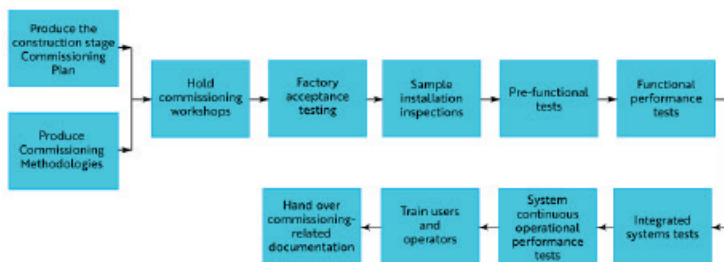 Produce the
construction stage
Commissioning
Plan
Produce
Commissioning
Methodologies
Hold
commissioning
workshops
Factory
acceptance
testing
Sample
installation
inspections
Pre-functional
tests
Functional
performance
tests
Integrated
systems tests
System
continuous
operational
performance
tests
Train users
and
operators
Hand over
commissioning-
related
documentation